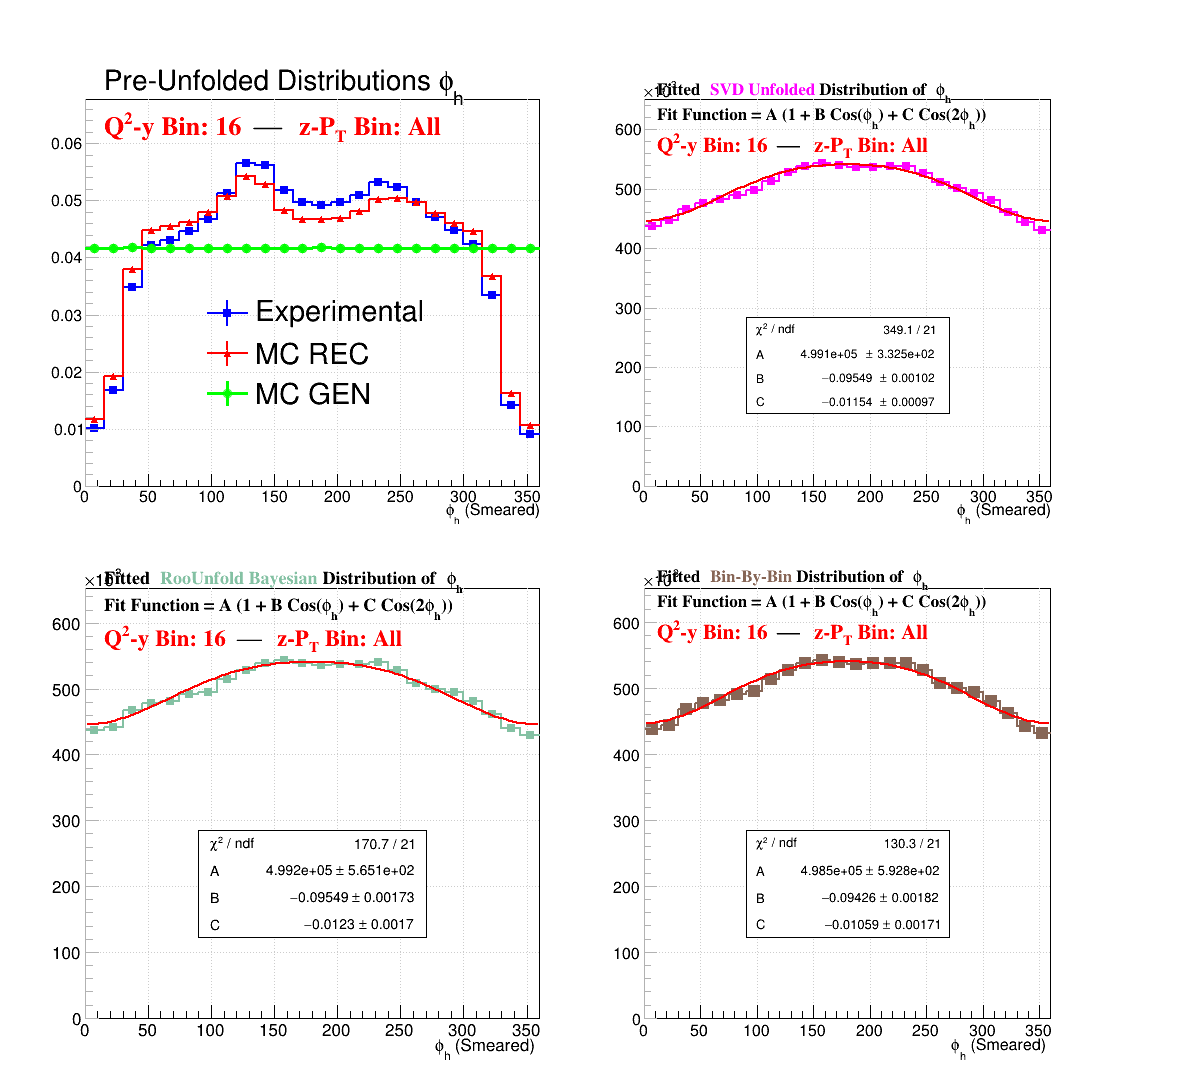 Pre-Unfolded Distributions ϕh
Q²-y Bin: 16 — z-PT Bin: All
0.06
0.05
0.04
0.03
0.02
0.01
0
Experimental
MC REC
MC GEN
0 50 100 150 200 250 300 350
ϕh (Smeared)
Fitted SVD Unfolded Distribution of ϕh
Fit Function = A (1 + B Cos(ϕh) + C Cos(2ϕh))
Q²-y Bin: 16 — z-PT Bin: All
600
500
400
300
200
100
0
χ² / ndf 349.1 / 21
A 4.991e+05 ± 3.325e+02
B −0.09549 ± 0.00102
C −0.01154 ± 0.00097
0 50 100 150 200 250 300 350
ϕh (Smeared)
Fitted RooUnfold Bayesian Distribution of ϕh
Fit Function = A (1 + B Cos(ϕh) + C Cos(2ϕh))
Q²-y Bin: 16 — z-PT Bin: All
600
500
400
300
200
100
0
χ² / ndf 170.7 / 21
A 4.992e+05 ± 5.651e+02
B −0.09549 ± 0.00173
C −0.0123 ± 0.0017
0 50 100 150 200 250 300 350
ϕh (Smeared)
Fitted Bin-By-Bin Distribution of ϕh
Fit Function = A (1 + B Cos(ϕh) + C Cos(2ϕh))
Q²-y Bin: 16 — z-PT Bin: All
600
500
400
300
200
100
0
χ² / ndf 130.3 / 21
A 4.985e+05 ± 5.928e+02
B −0.09426 ± 0.00182
C −0.01059 ± 0.00171
0 50 100 150 200 250 300 350
ϕh (Smeared)